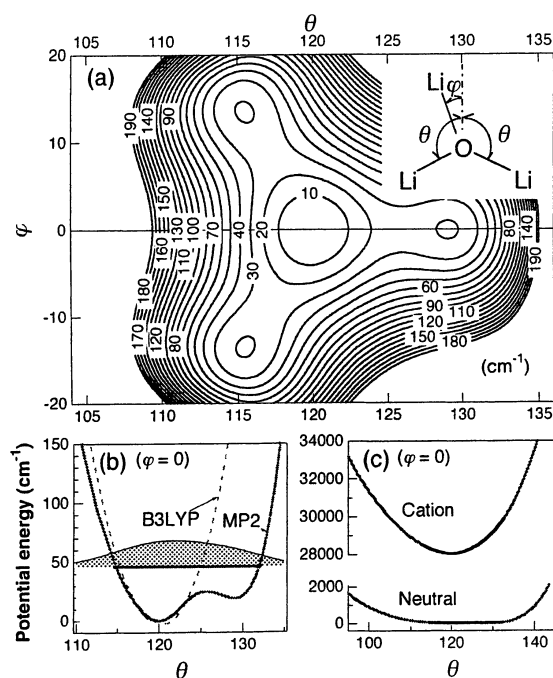 θ
104 105 110 115 120 125 130 135
20
(a)
Li φ
θ θ
O
Li Li
190 140 90
10
150
160 130 100 70 40 20
110
30
80 140 190
φ
10
0
-10
-20
180
170 120 80
60
90 110
120
150 180
(cm-1)
104 105 110 115 120 125 130 135
θ
150
(b) (φ=0)
B3LYP
MP2
Potential energy (cm-1)
100
50
0
110 120 130
θ
34000
(c) (φ=0)
32000
Cation
30000
28000
2000
Neutral
0
100 120 140
θ